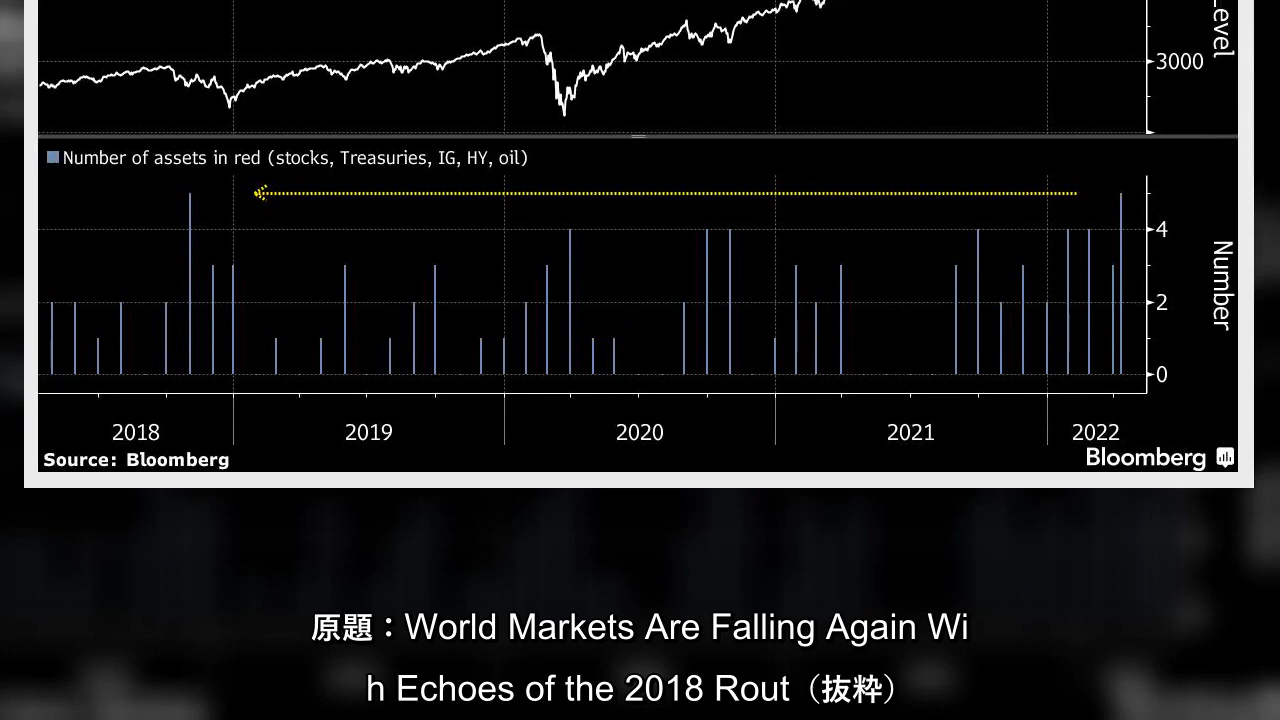 Level
3000
Number of assets in red (stocks, Treasuries, IG, HY, oil)
4
2
0
Number
2018 2019 2020 2021 2022
Source: Bloomberg
Bloomberg
原題：World Markets Are Falling Again Wi
h Echoes of the 2018 Rout（抜粋）